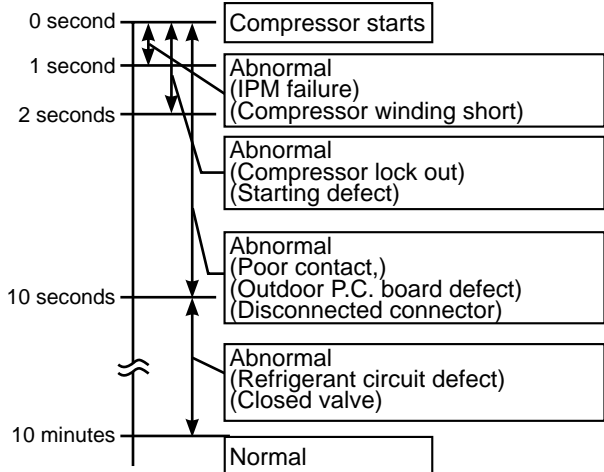 0 second
Compressor starts
1 second
Abnormal
(IPM failure)
(Compressor winding short)
2 seconds
Abnormal
(Compressor lock out)
(Starting defect)
Abnormal
(Poor contact,)
(Outdoor P.C. board defect)
(Disconnected connector)
10 seconds
Abnormal
(Refrigerant circuit defect)
(Closed valve)
10 minutes
Normal